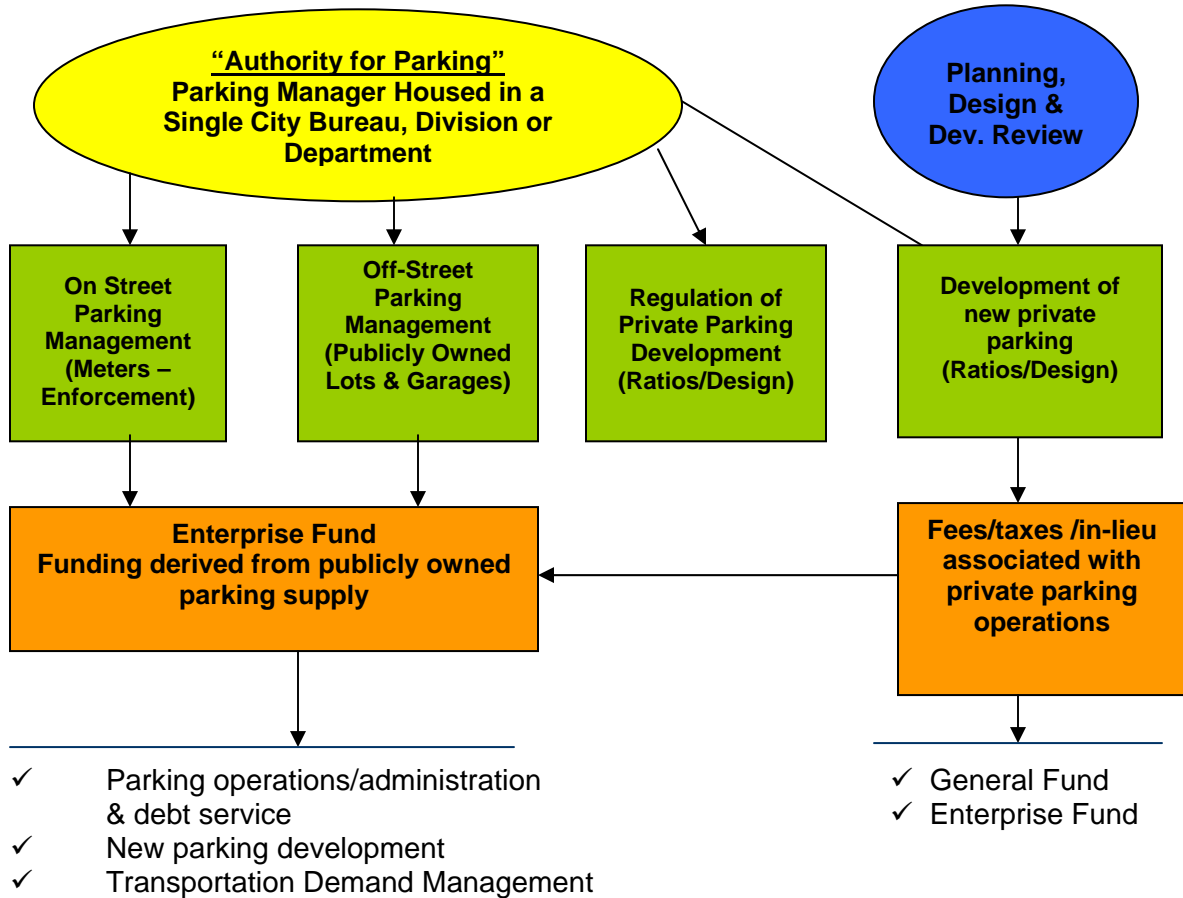 “Authority for Parking”
Parking Manager Housed in a
Single City Bureau, Division or
Department
Planning,
Design &
Dev. Review
On Street
Parking
Management
(Meters –
Enforcement)
Off-Street
Parking
Management
(Publicly Owned
Lots & Garages)
Regulation of
Private Parking
Development
(Ratios/Design)
Development of
new private
parking
(Ratios/Design)
Enterprise Fund
Funding derived from publicly owned
parking supply
Fees/taxes /in-lieu
associated with
private parking
operations
✓ Parking operations/administration
& debt service
✓ New parking development
✓ Transportation Demand Management
✓ General Fund
✓ Enterprise Fund